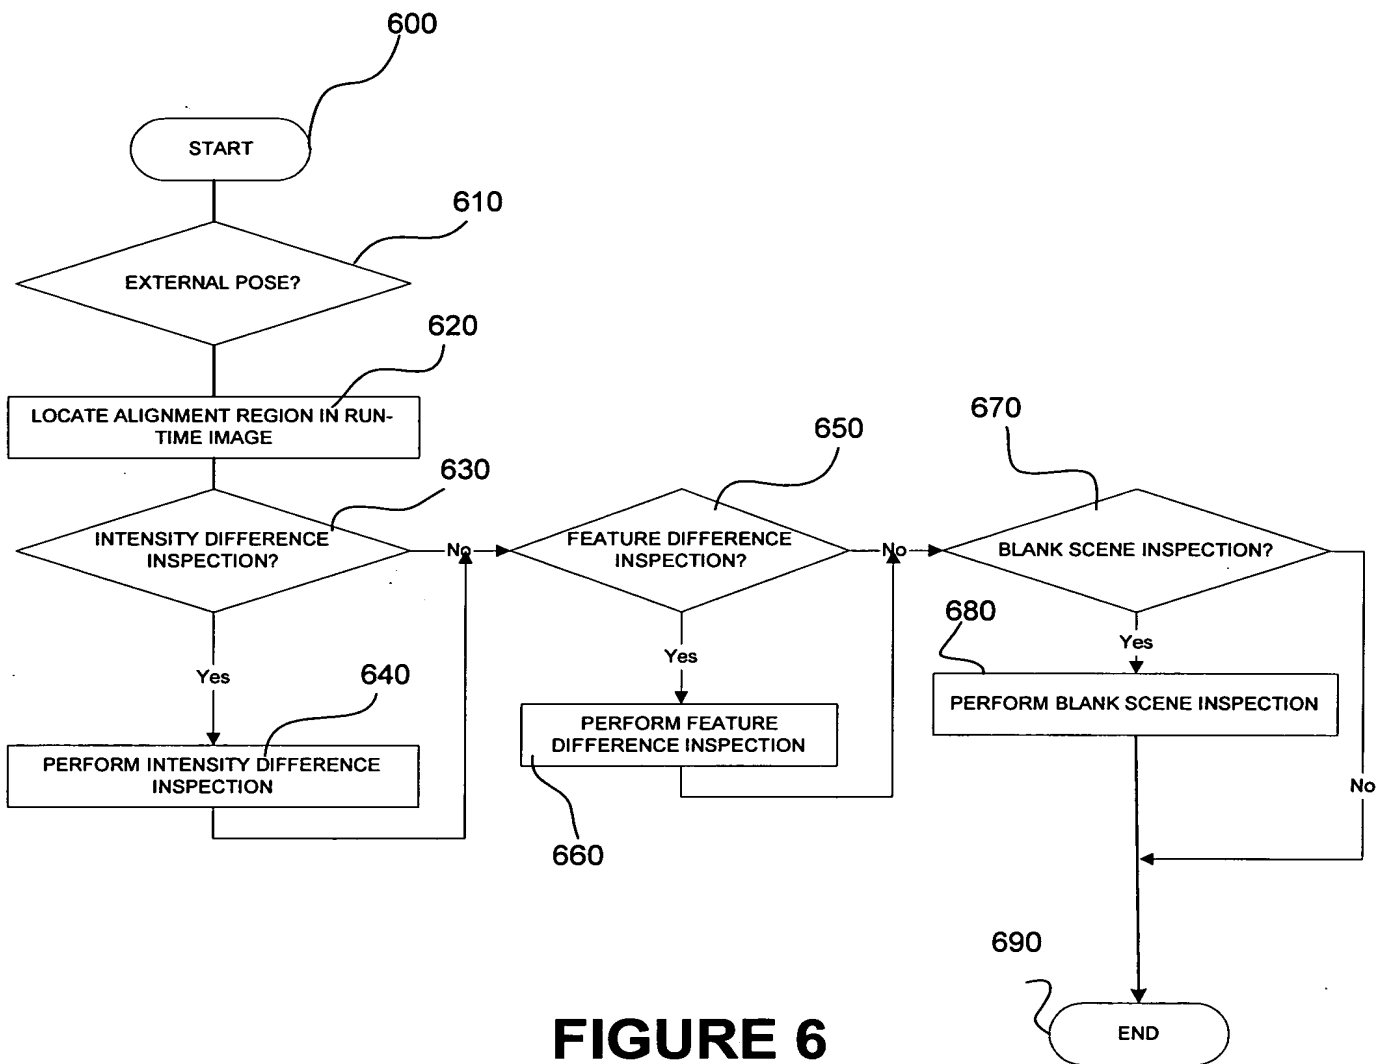 600
START
610
EXTERNAL POSE?
620
LOCATE ALIGNMENT REGION IN RUN-
TIME IMAGE
630
INTENSITY DIFFERENCE
INSPECTION?
No
Yes
640
PERFORM INTENSITY DIFFERENCE
INSPECTION
650
FEATURE DIFFERENCE
INSPECTION?
No
Yes
PERFORM FEATURE
DIFFERENCE INSPECTION
660
670
BLANK SCENE INSPECTION?
680
Yes
PERFORM BLANK SCENE INSPECTION
No
690
END
FIGURE 6